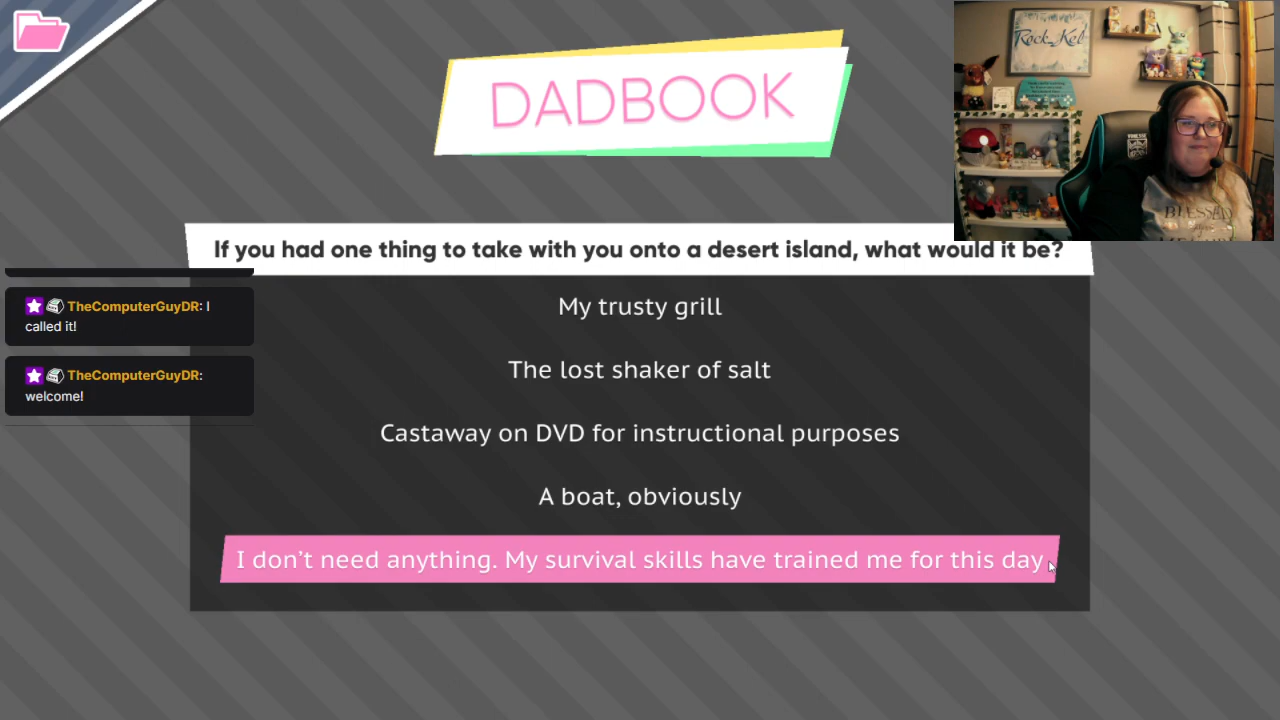 DADBOOK
Rock_Kel
If you had one thing to take with you onto a desert island, what would it be?
My trusty grill
The lost shaker of salt
Castaway on DVD for instructional purposes
A boat, obviously
I don't need anything. My survival skills have trained me for this day.
TheComputerGuyDR: I
called it!
TheComputerGuyDR:
welcome!
BLESSED